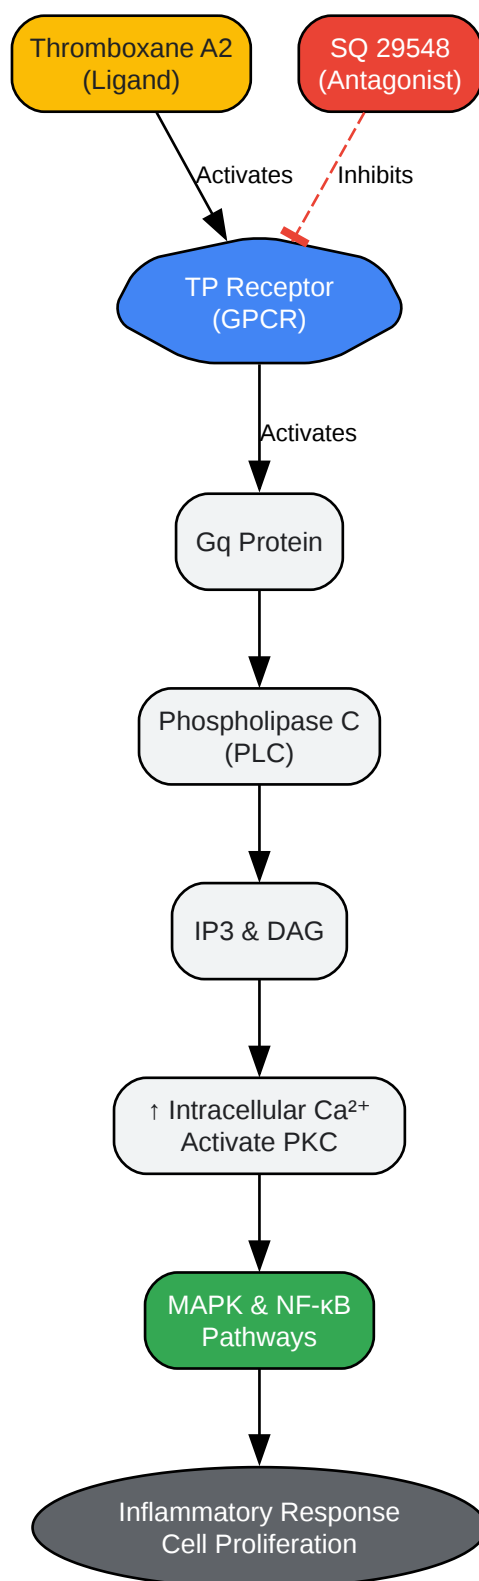 Thromboxane A2
(Ligand)
SQ 29548
(Antagonist)
Activates
Inhibits
TP Receptor
(GPCR)
Activates
Gq Protein
Phospholipase C
(PLC)
IP3 & DAG
↑ Intracellular Ca²⁺
Activate PKC
MAPK & NF-κB
Pathways
Inflammatory Response
Cell Proliferation